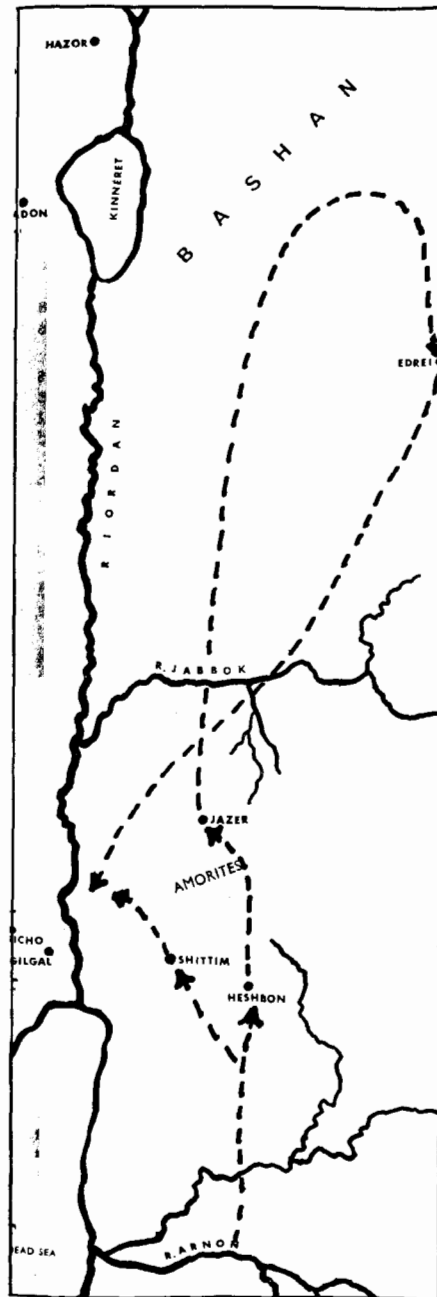 HAZOR
KINNERET
BASHAN
ADON
EDREI
R JORDAN
R. JABBOK
JAZER
AMORITES
ICHO
GILGAL
SHITTIM
HESHBON
EAD SEA
R. ARNON